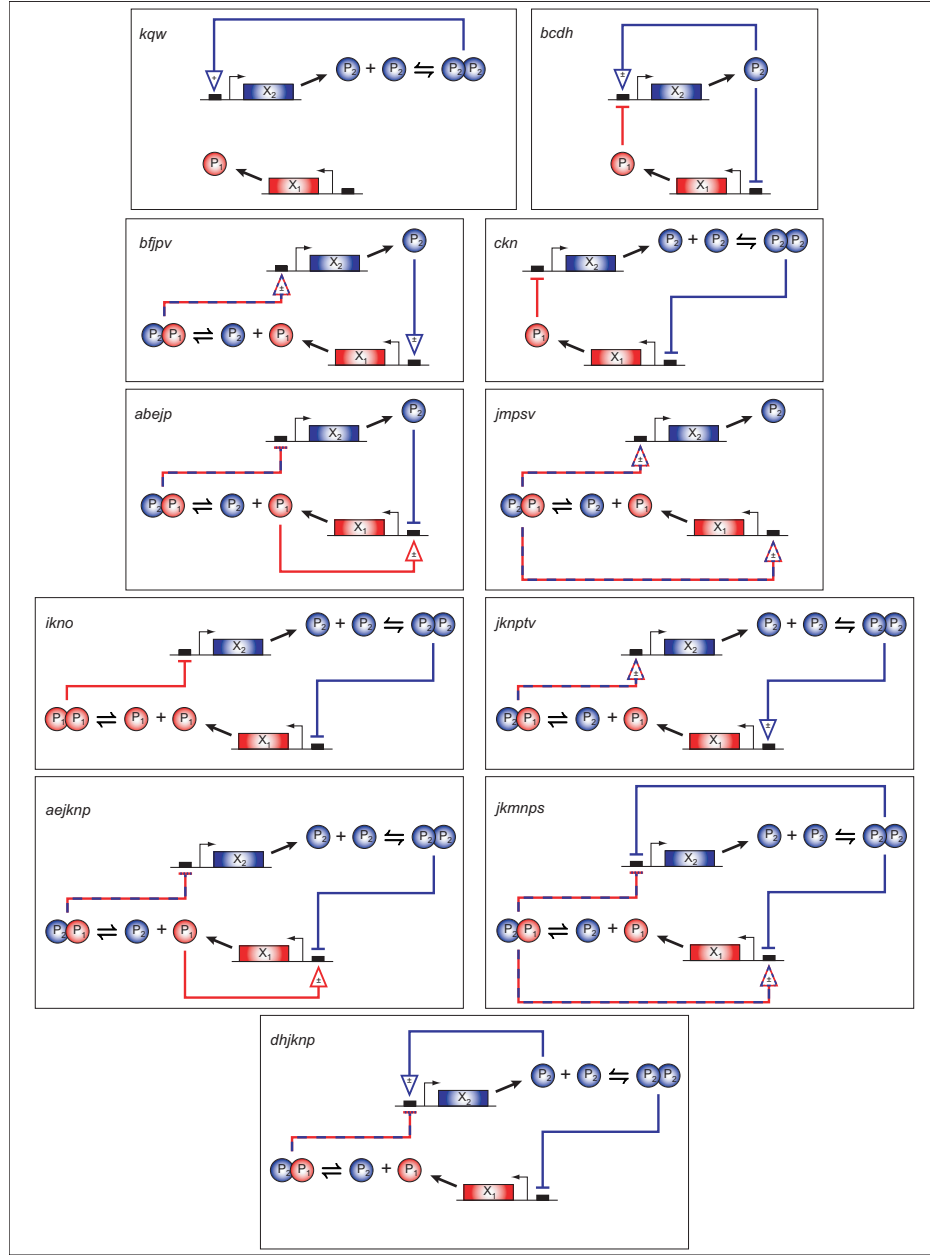 kqw
P₂ + P₂ ⇌ P₂P₂
+
X₂
P₁
X₁
bcdh
±
X₂
P₂
P₁
X₁
bfjpv
P₂
X₂
±
P₂P₁ ⇌ P₂ + P₁
±
X₁
ckn
P₂ + P₂ ⇌ P₂P₂
X₂
P₁
X₁
abejp
P₂
X₂
P₂P₁ ⇌ P₂ + P₁
X₁
±
jmpsv
P₂
X₂
±
P₂P₁ ⇌ P₂ + P₁
X₁
±
ikno
P₂ + P₂ ⇌ P₂P₂
X₂
P₁P₁ ⇌ P₁ + P₁
X₁
jknptv
P₂ + P₂ ⇌ P₂P₂
X₂
±
P₂P₁ ⇌ P₂ + P₁
±
X₁
aejknp
P₂ + P₂ ⇌ P₂P₂
X₂
P₂P₁ ⇌ P₂ + P₁
X₁
±
jkmnps
P₂ + P₂ ⇌ P₂P₂
X₂
P₂P₁ ⇌ P₂ + P₁
X₁
±
dhjknp
P₂ + P₂ ⇌ P₂P₂
±
X₂
P₂P₁ ⇌ P₂ + P₁
X₁